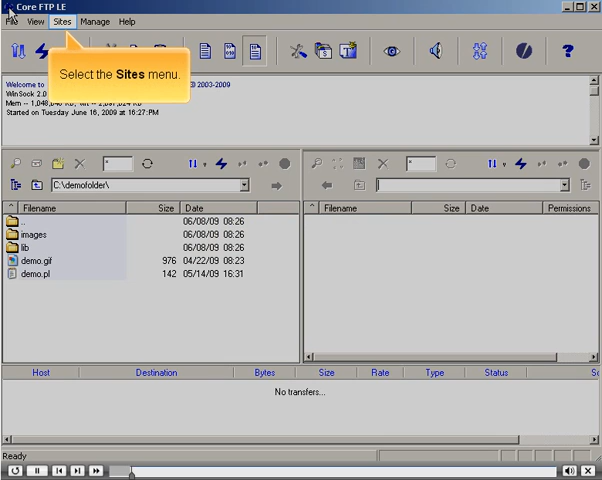 Core FTP LE
File View Sites Manage Help
Select the Sites menu.
Welcome to © 2003-2009
WinSock 2.0
Mem -- 1,048,
Started on Tuesday June 16, 2009 at 16:27:PM
C:\demofolder\
^ Filename Size Date
^ Filename Size Date Permissions
.. 06/08/09 08:26
images 06/08/09 08:26
lib 06/08/09 08:26
demo.gif 976 04/22/09 08:23
demo.pl 142 05/14/09 16:31
Host Destination Bytes Size Rate Type Status So
No transfers...
Ready